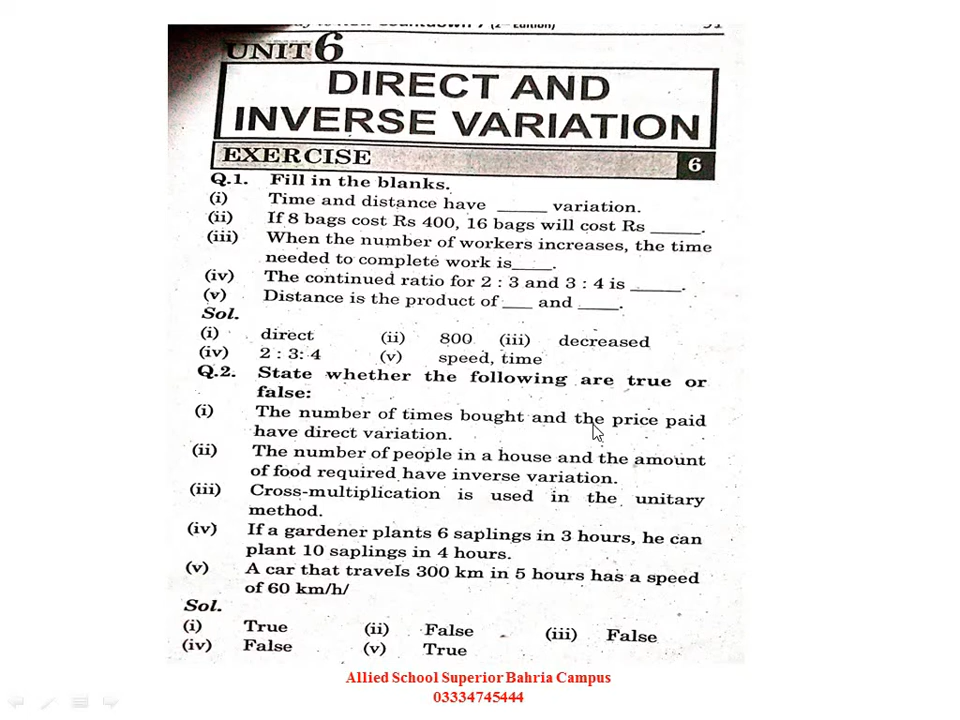 (2nd Edition)
UNIT 6
DIRECT AND
INVERSE VARIATION
EXERCISE 6
Q.1. Fill in the blanks.
(i) Time and distance have _____ variation.
(ii) If 8 bags cost Rs 400, 16 bags will cost Rs _____.
(iii) When the number of workers increases, the time
needed to complete work is____.
(iv) The continued ratio for 2 : 3 and 3 : 4 is _____.
(v) Distance is the product of ___ and ____.
Sol.
(i) direct (ii) 800 (iii) decreased
(iv) 2 : 3: 4 (v) speed, time
Q.2. State whether the following are true or
false:
(i) The number of times bought and the price paid
have direct variation.
(ii) The number of people in a house and the amount
of food required have inverse variation.
(iii) Cross-multiplication is used in the unitary
method.
(iv) If a gardener plants 6 saplings in 3 hours, he can
plant 10 saplings in 4 hours.
(v) A car that travels 300 km in 5 hours has a speed
of 60 km/h/
Sol.
(i) True (ii) False (iii) False
(iv) False (v) True
Allied School Superior Bahria Campus
03334745444